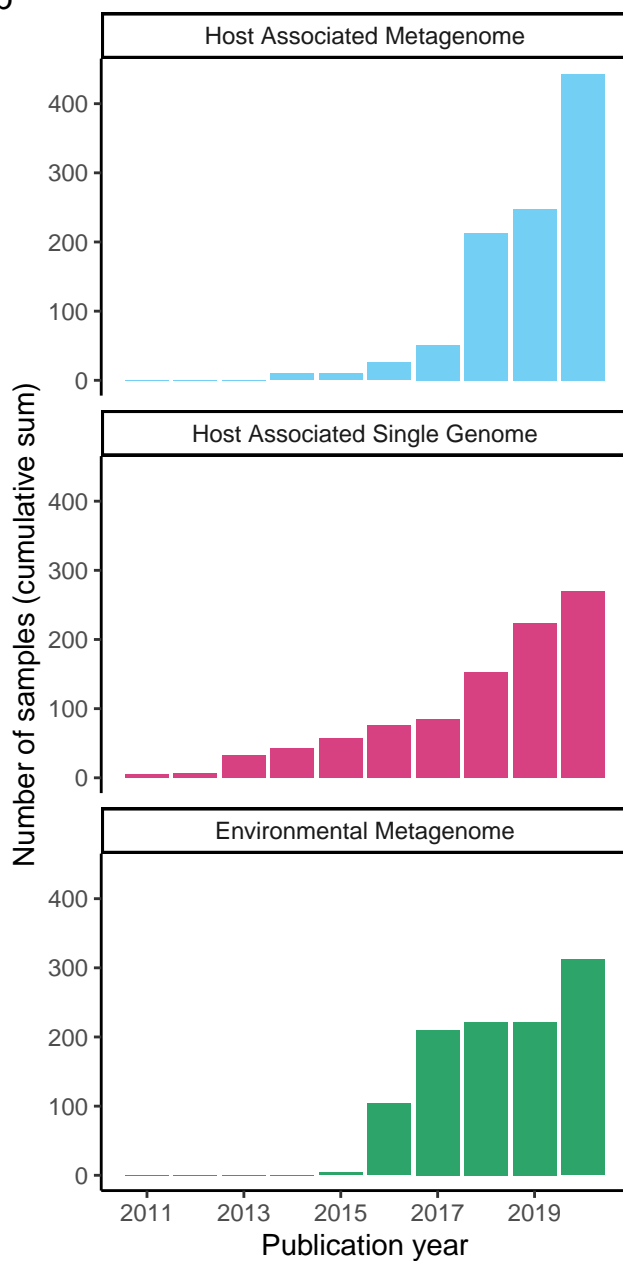 Host Associated Metagenome
400
300
200
100
0
Host Associated Single Genome
400
300
200
100
0
Number of samples (cumulative sum)
Environmental Metagenome
400
300
200
100
0
2011 2013 2015 2017 2019
Publication year